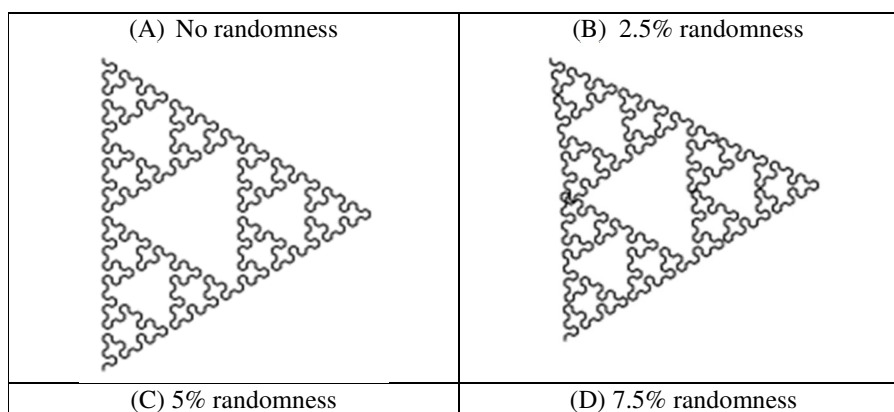 (A) No randomness
(B) 2.5% randomness
(C) 5% randomness
(D) 7.5% randomness